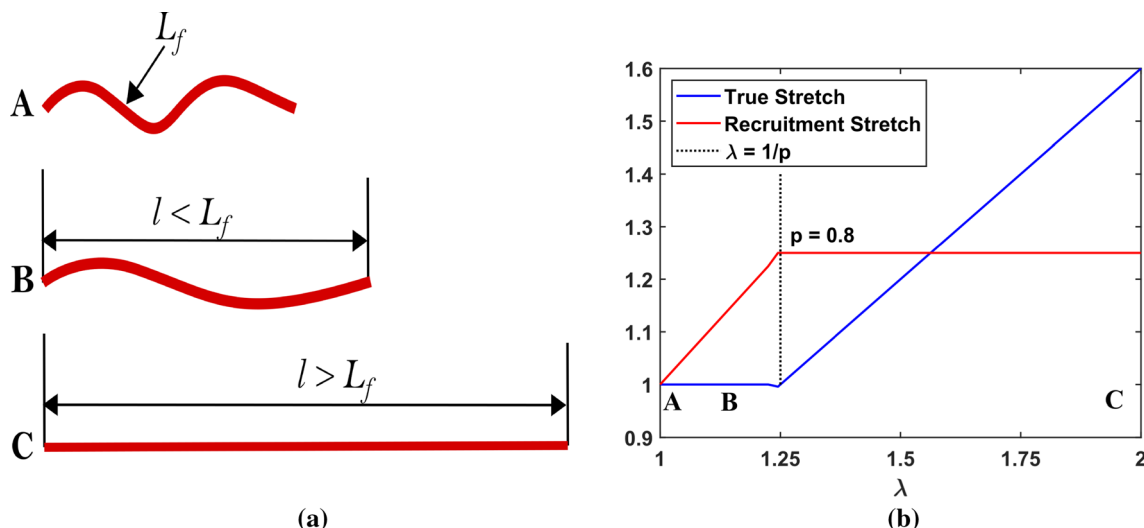 L_f
A
l < L_f
B
l > L_f
C
(a)
1.6
1.5
1.4
1.3
1.2
1.1
1
0.9
True Stretch
Recruitment Stretch
λ = 1/p
p = 0.8
A B C
1 1.25 1.5 1.75 2
λ
(b)